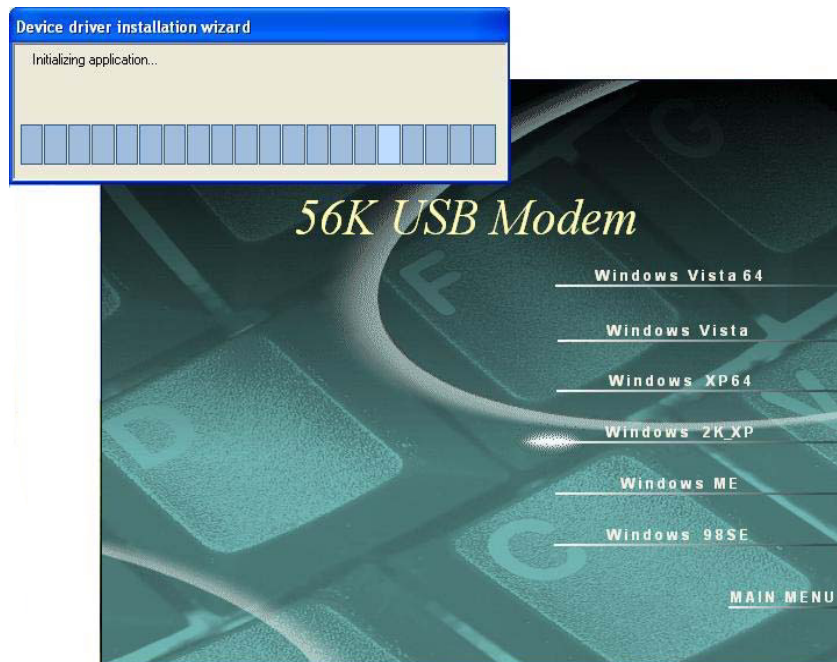 Device driver installation wizard
Initializing application...
56K USB Modem
Windows Vista 64
Windows Vista
Windows XP64
Windows 2K_XP
Windows ME
Windows 98SE
MAIN MENU
G
F
D
V
C